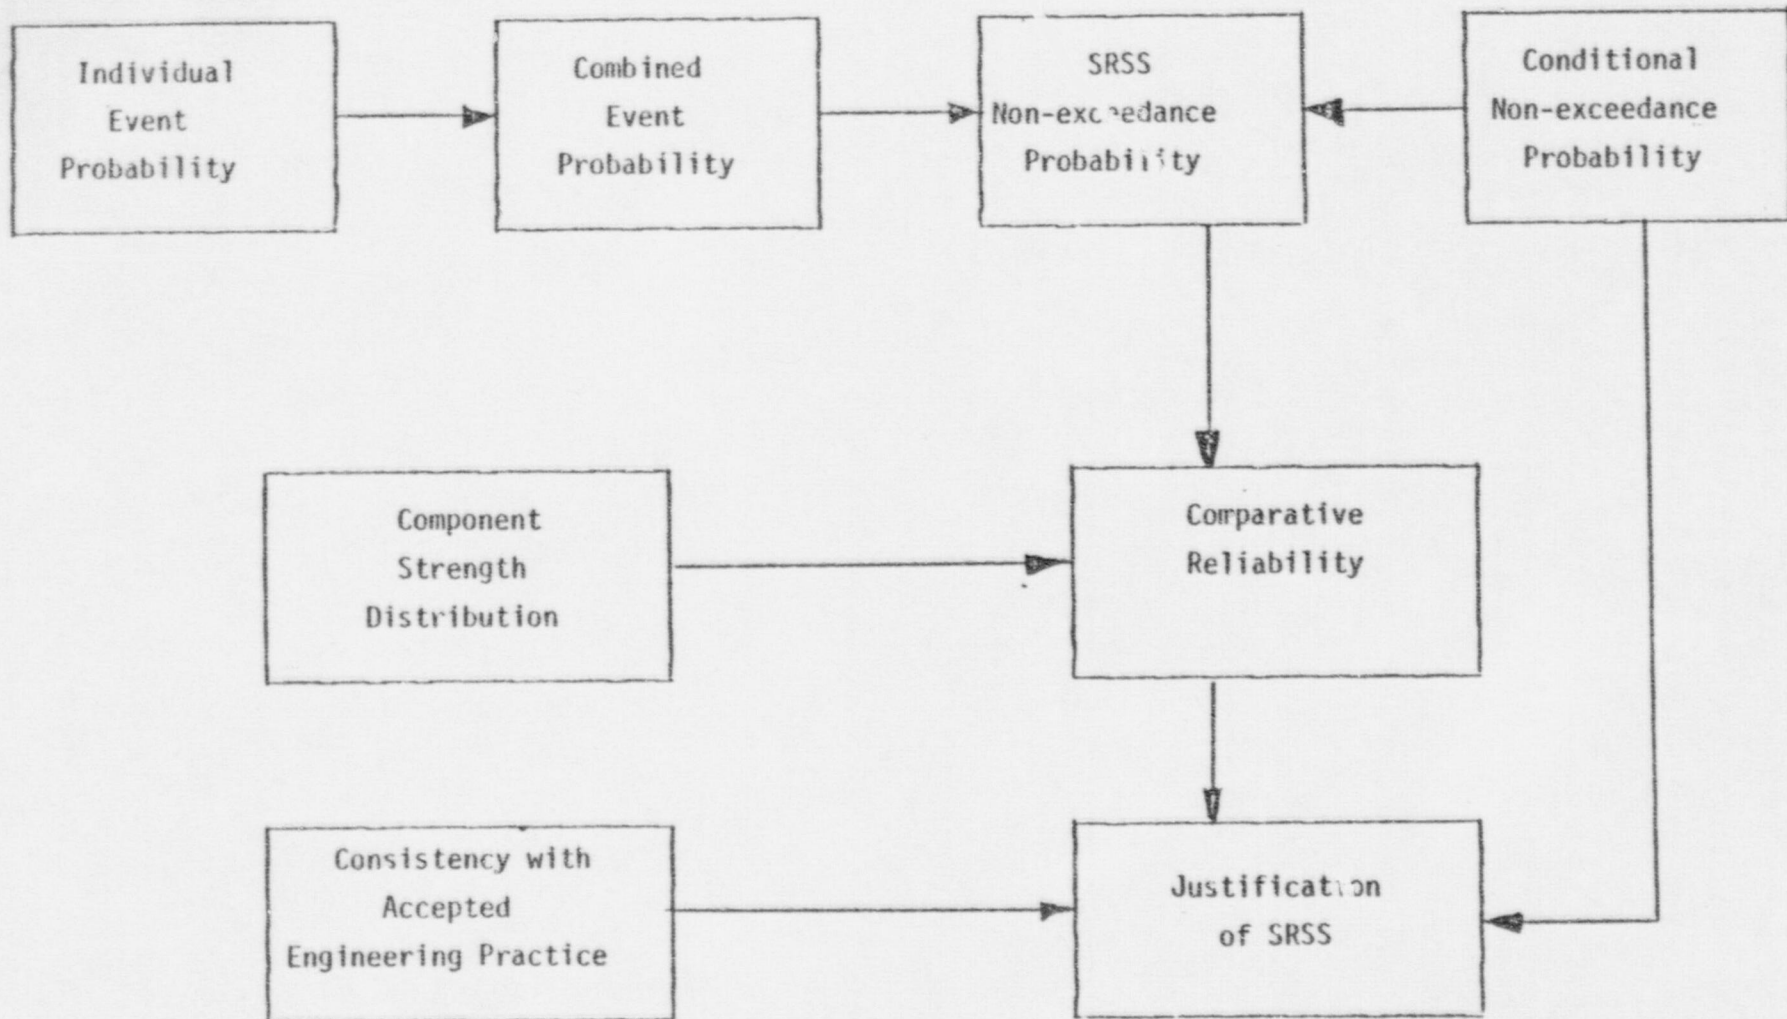 Individual
Event
Probability
Combined
Event
Probability
SRSS
Non-exceedance
Probability
Conditional
Non-exceedance
Probability
Component
Strength
Distribution
Comparative
Reliability
Consistency with
Accepted
Engineering Practice
Justification
of SRSS